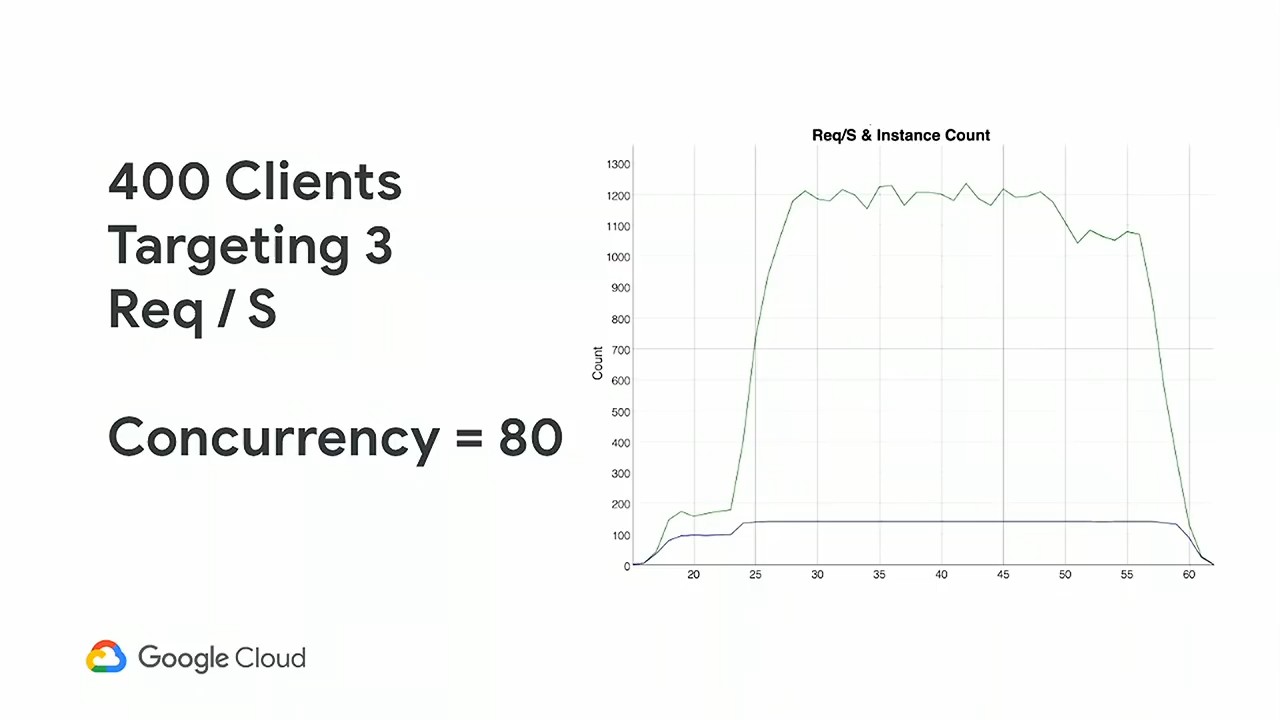 400 Clients
Targeting 3
Req / S
Concurrency = 80
Req/S & Instance Count
Count
1300
1200
1100
1000
900
800
700
600
500
400
300
200
100
0
20 25 30 35 40 45 50 55 60
Google Cloud